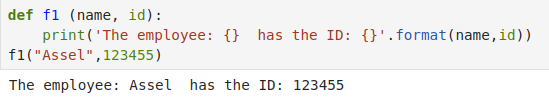 def f1 (name, id):
    print('The employee: {}  has the ID: {}'.format(name,id))
f1("Assel",123455)
The employee: Assel  has the ID: 123455